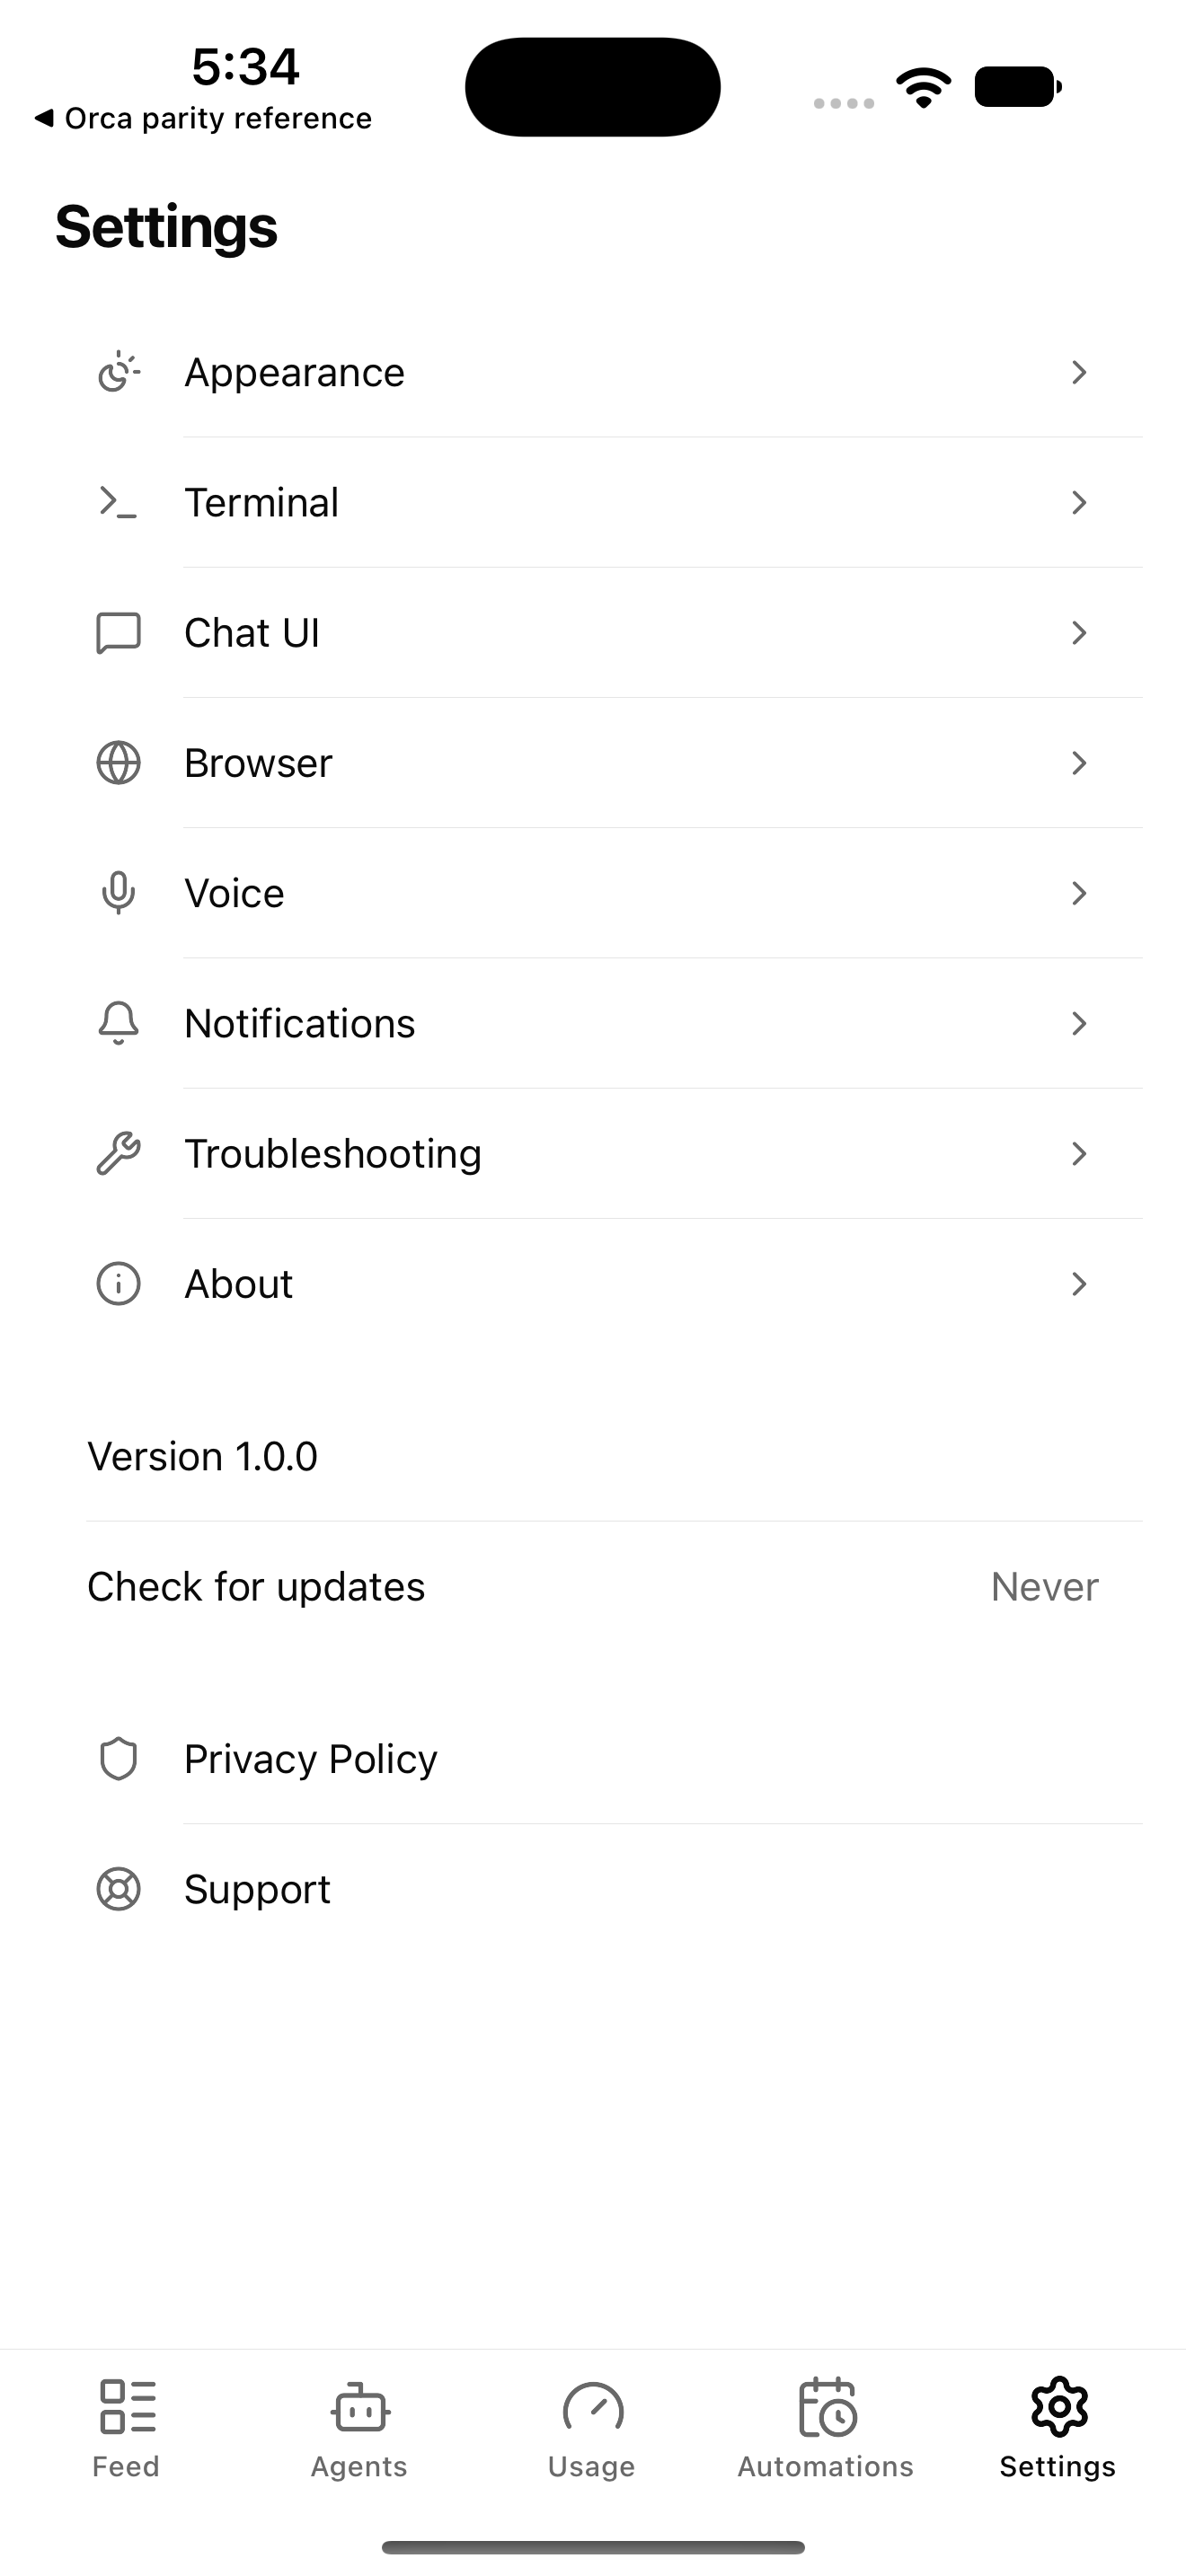 5:34
◀ Orca parity reference
Settings
Appearance
Terminal
Chat UI
Browser
Voice
Notifications
Troubleshooting
About
Version 1.0.0
Check for updates Never
Privacy Policy
Support
Feed Agents Usage Automations Settings